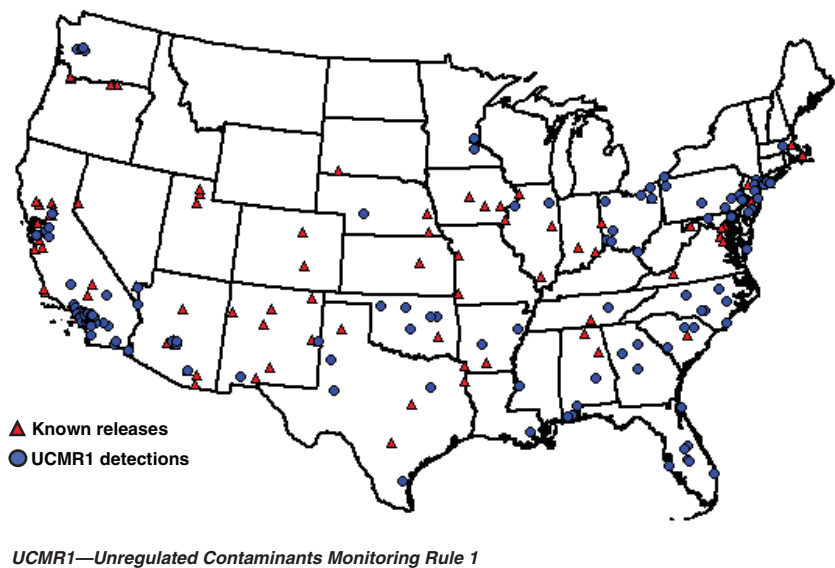 Known releases
UCMR1 detections
UCMR1—Unregulated Contaminants Monitoring Rule 1